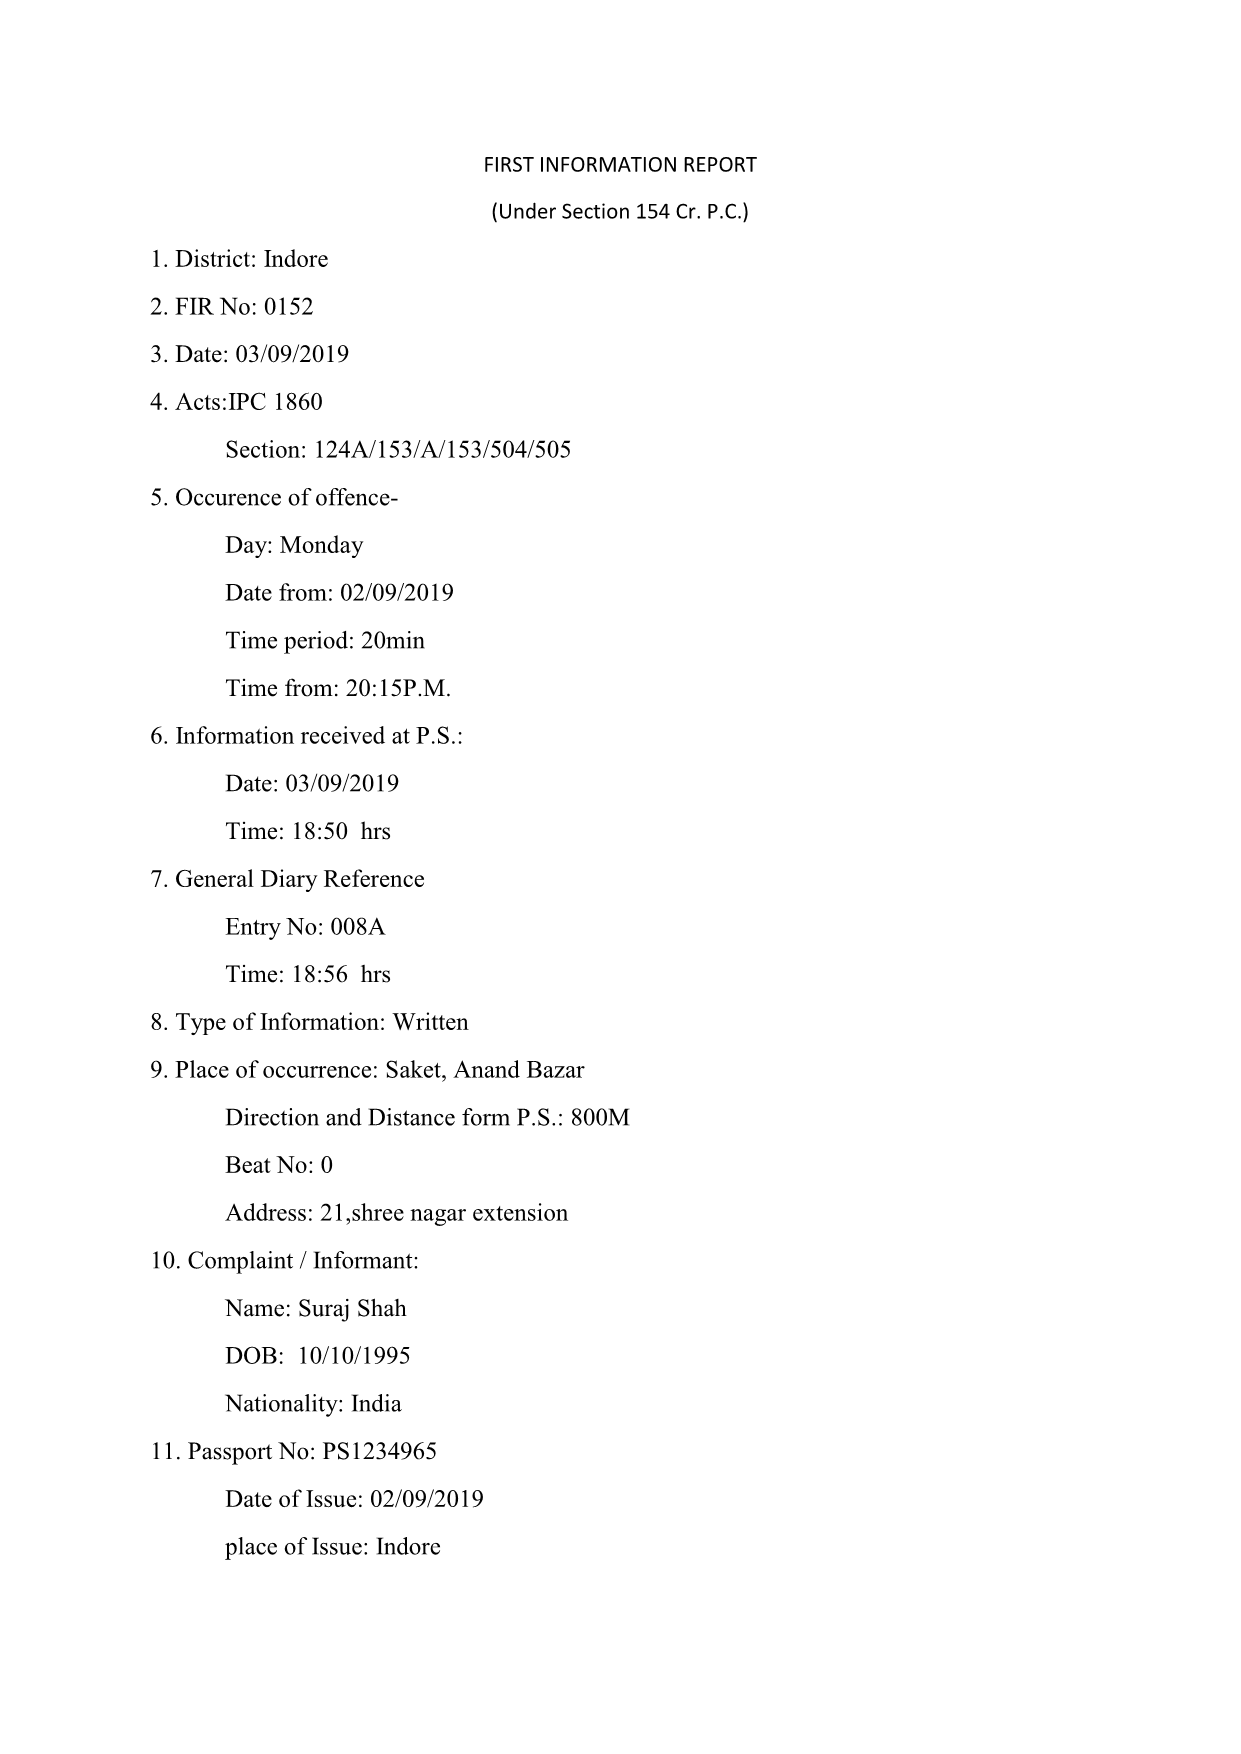 FIRST INFORMATION REPORT
(Under Section 154 Cr. P.C.)
1. District: Indore
2. FIR No: 0152
3. Date: 03/09/2019
4. Acts:IPC 1860
Section: 124A/153/A/153/504/505
5. Occurence of offence-
Day: Monday
Date from: 02/09/2019
Time period: 20min
Time from: 20:15P.M.
6. Information received at P.S.:
Date: 03/09/2019
Time: 18:50  hrs
7. General Diary Reference
Entry No: 008A
Time: 18:56  hrs
8. Type of Information: Written
9. Place of occurrence: Saket, Anand Bazar
Direction and Distance form P.S.: 800M
Beat No: 0
Address: 21,shree nagar extension
10. Complaint / Informant:
Name: Suraj Shah
DOB:  10/10/1995
Nationality: India
11. Passport No: PS1234965
Date of Issue: 02/09/2019
place of Issue: Indore